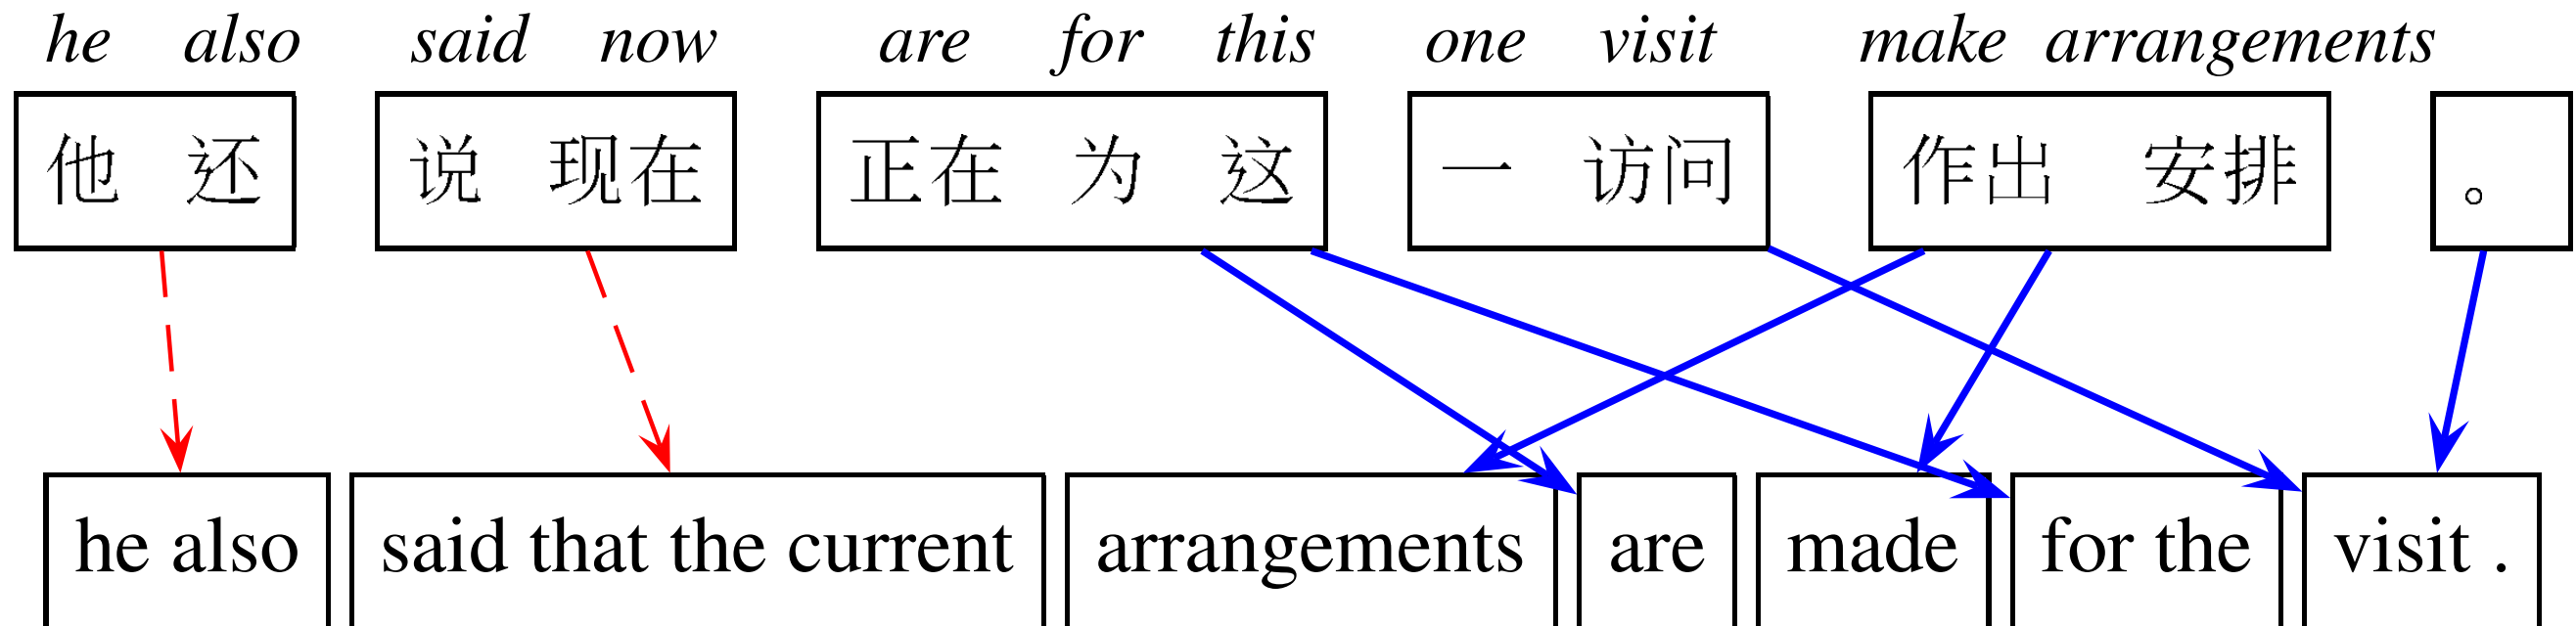 he also said now are for this one visit make arrangements
他 还 说 现在 正在 为 这 一 访问 作出 安排 。
he also said that the current arrangements are made for the visit .